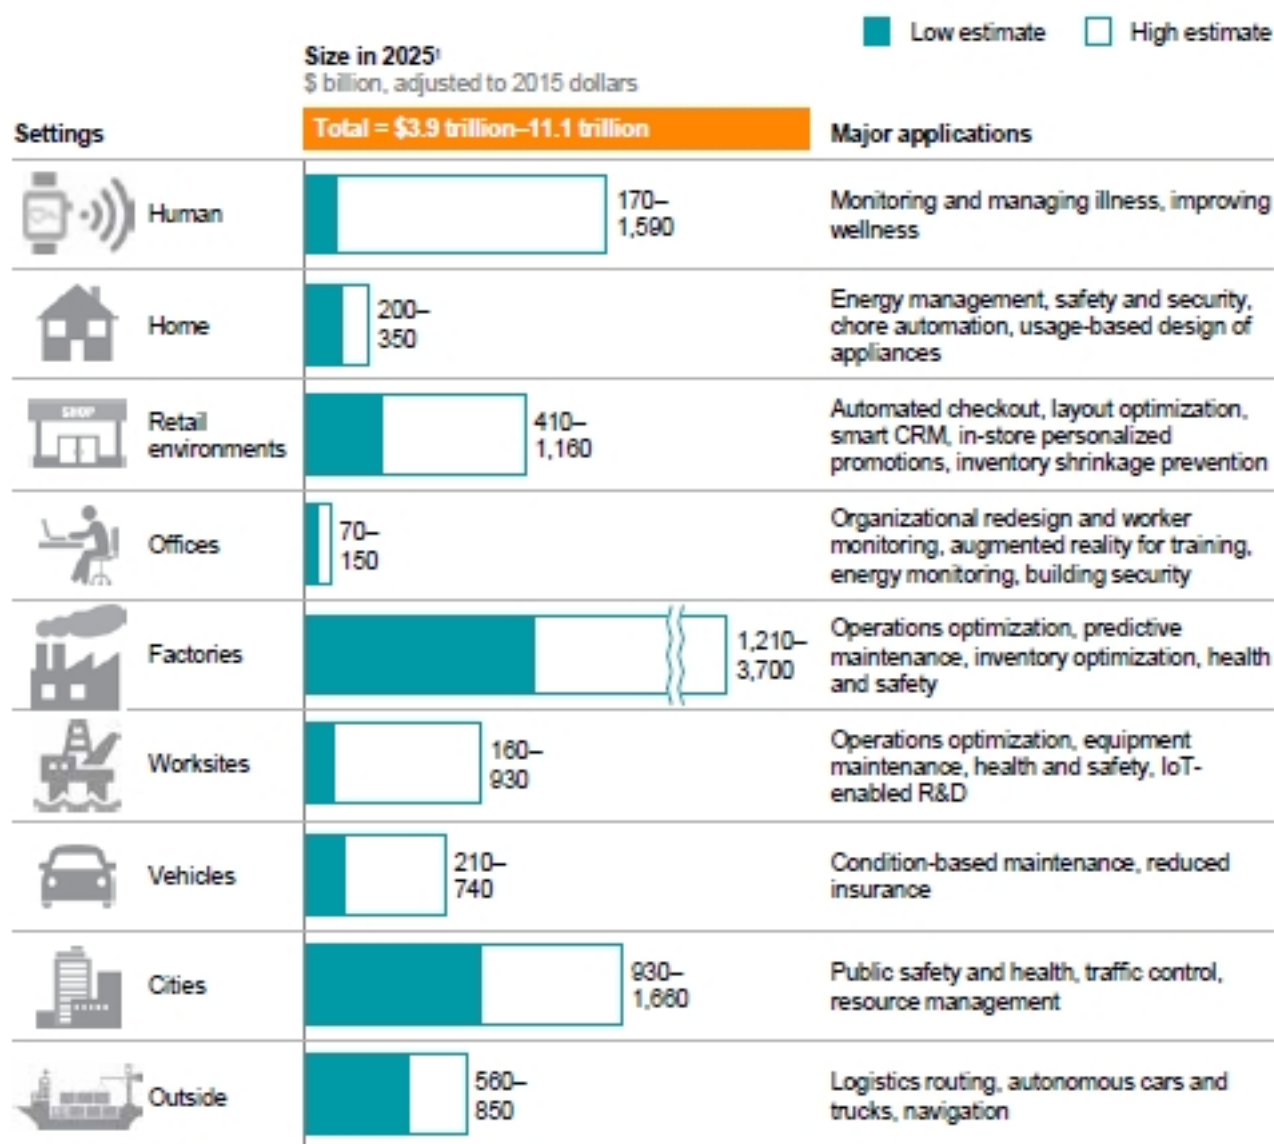 Low estimate
High estimate
Size in 2025¹
$ billion, adjusted to 2015 dollars
Settings
Total = $3.9 trillion–11.1 trillion
Major applications
Human
170–
1,590
Monitoring and managing illness, improving
wellness
Home
200–
350
Energy management, safety and security,
chore automation, usage-based design of
appliances
SHOP
Retail
environments
410–
1,160
Automated checkout, layout optimization,
smart CRM, in-store personalized
promotions, inventory shrinkage prevention
Offices
70–
150
Organizational redesign and worker
monitoring, augmented reality for training,
energy monitoring, building security
Factories
1,210–
3,700
Operations optimization, predictive
maintenance, inventory optimization, health
and safety
Worksites
160–
930
Operations optimization, equipment
maintenance, health and safety, IoT-
enabled R&D
Vehicles
210–
740
Condition-based maintenance, reduced
insurance
Cities
930–
1,660
Public safety and health, traffic control,
resource management
Outside
560–
850
Logistics routing, autonomous cars and
trucks, navigation